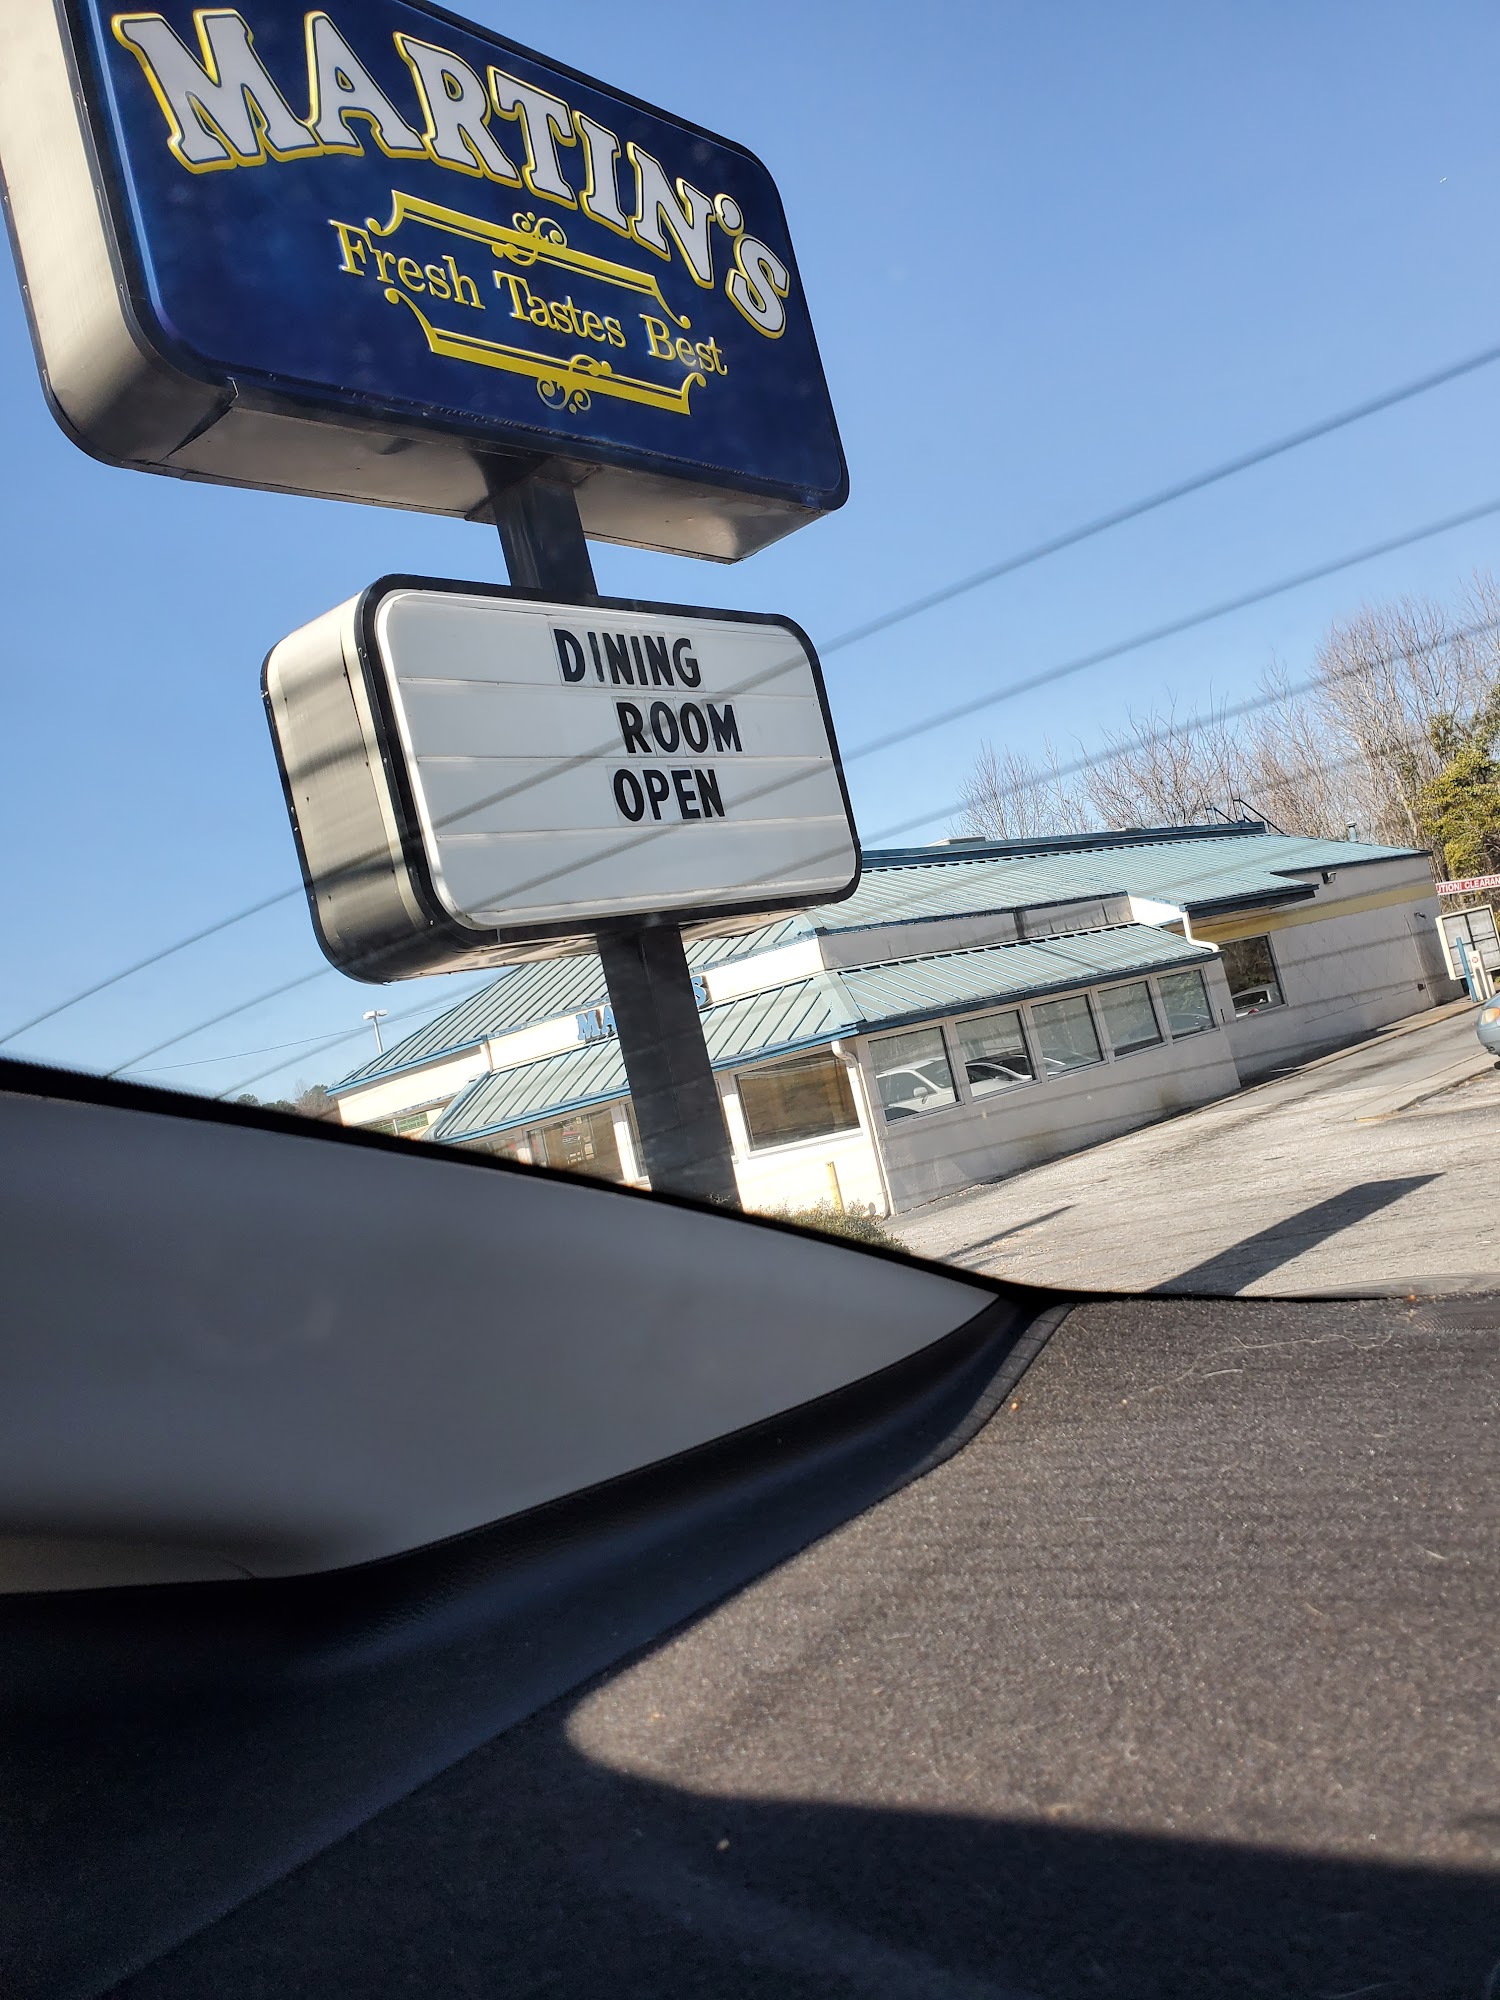 MARTIN'S
Fresh Tastes Best
DINING
ROOM
OPEN